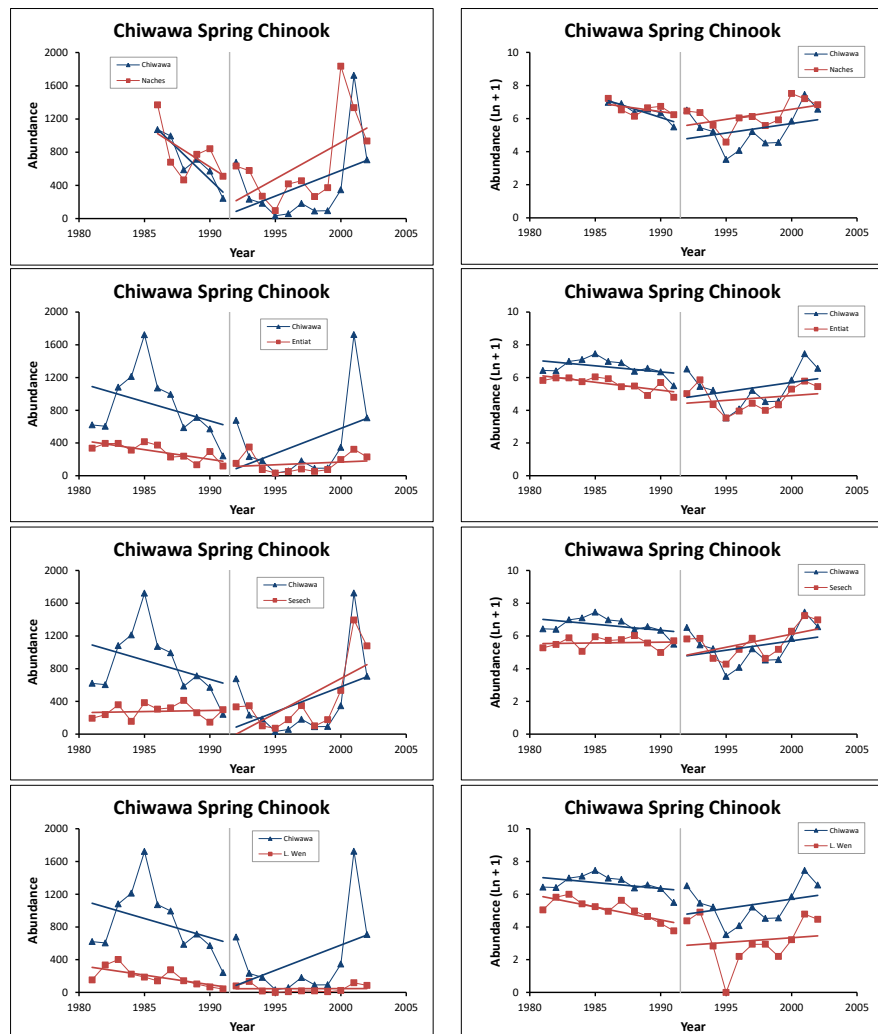 Chiwawa Spring Chinook
2000
1600
1200
800
400
0
Abundance
Chiwawa
Naches
1980 1985 1990 1995 2000 2005
Year
Chiwawa Spring Chinook
10
8
6
4
2
0
Abundance (Ln + 1)
Chiwawa
Naches
1980 1985 1990 1995 2000 2005
Year
Chiwawa Spring Chinook
2000
1600
1200
800
400
0
Abundance
Chiwawa
Entiat
1980 1985 1990 1995 2000 2005
Year
Chiwawa Spring Chinook
10
8
6
4
2
0
Abundance (Ln + 1)
Chiwawa
Entiat
1980 1985 1990 1995 2000 2005
Year
Chiwawa Spring Chinook
2000
1600
1200
800
400
0
Abundance
Chiwawa
Sesech
1980 1985 1990 1995 2000 2005
Year
Chiwawa Spring Chinook
10
8
6
4
2
0
Abundance (Ln + 1)
Chiwawa
Sesech
1980 1985 1990 1995 2000 2005
Year
Chiwawa Spring Chinook
2000
1600
1200
800
400
0
Abundance
Chiwawa
L. Wen
1980 1985 1990 1995 2000 2005
Year
Chiwawa Spring Chinook
10
8
6
4
2
0
Abundance (Ln + 1)
Chiwawa
L. Wen
1980 1985 1990 1995 2000 2005
Year